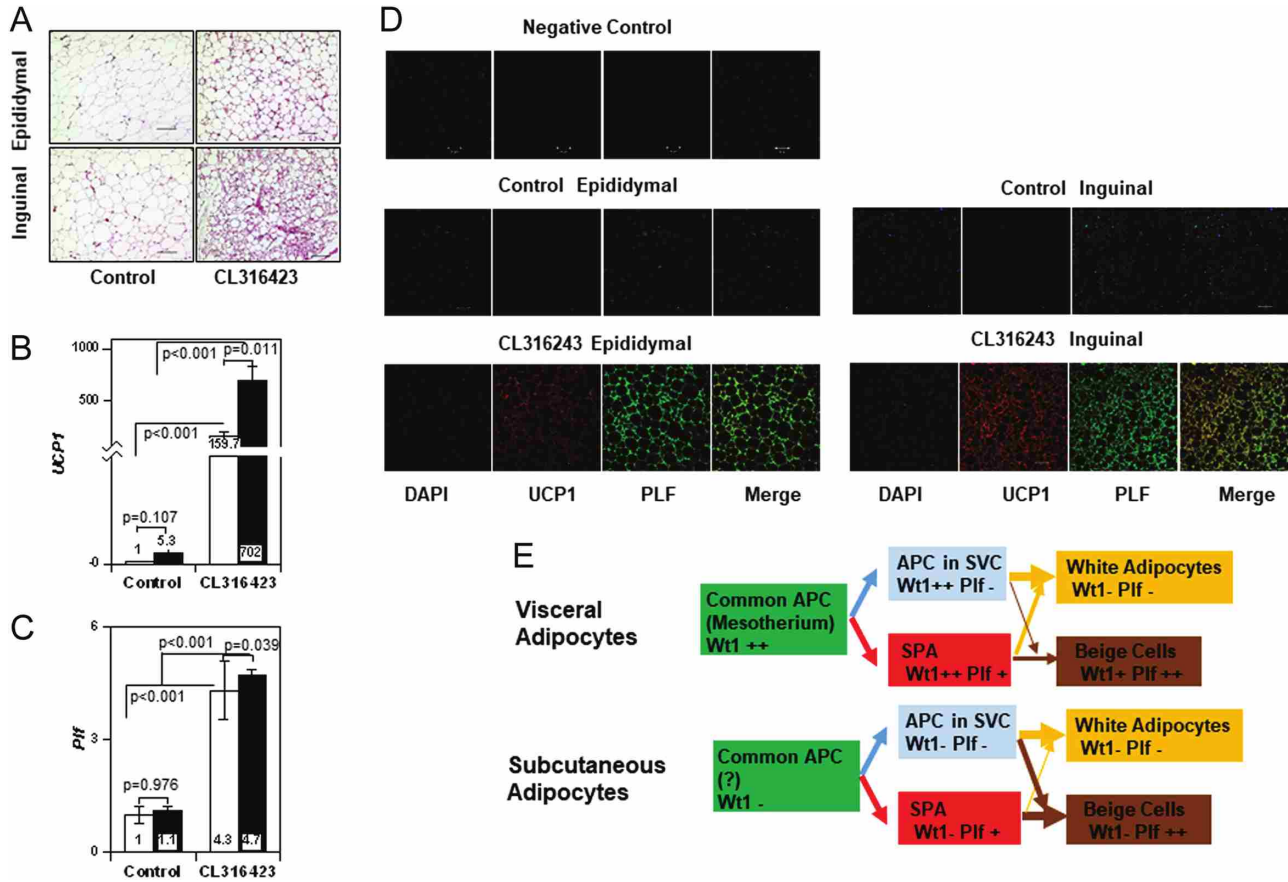 A
Epididymal
Inguinal
Control
CL316423
B
1000
500
-0
UCP1
p<0.001
p=0.011
p<0.001
159.7
p=0.107
1
5.3
702
Control
CL316423
C
6
3
0
Plf
p<0.001
p=0.039
p<0.001
p=0.976
1
1.1
4.3
4.7
Control
CL316423
D
Negative Control
Control Epididymal
Control Inguinal
CL316243 Epididymal
CL316243 Inguinal
DAPI
UCP1
PLF
Merge
DAPI
UCP1
PLF
Merge
E
Visceral
Adipocytes
Common APC
(Mesotherium)
Wt1 ++
APC in SVC
Wt1++ Plf -
SPA
Wt1++ Plf +
White Adipocytes
Wt1- Plf -
Beige Cells
Wt1+ Plf ++
Subcutaneous
Adipocytes
Common APC
(?)
Wt1 -
APC in SVC
Wt1- Plf -
SPA
Wt1- Plf +
White Adipocytes
Wt1- Plf -
Beige Cells
Wt1- Plf ++